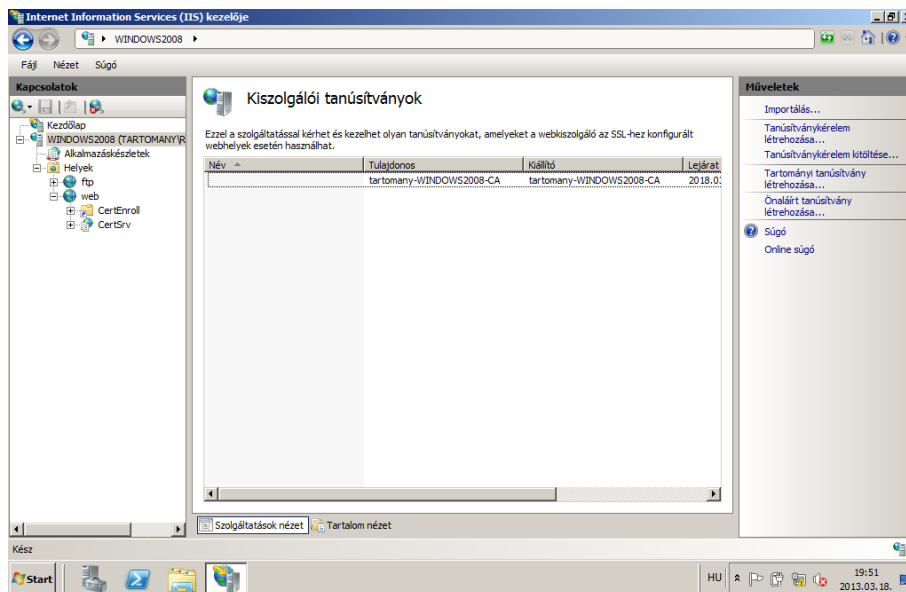 Internet Information Services (IIS) kezelője
WINDOWS2008
Fájl Nézet Súgó
Kapcsolatok
Kezdőlap
WINDOWS2008 (TARTOMANY\R
Alkalmazáskészletek
Helyek
ftp
web
CertEnroll
CertSrv
Kiszolgálói tanúsítványok
Ezzel a szolgáltatással kérhet és kezelhet olyan tanúsítványokat, amelyeket a webkiszolgáló az SSL-hez konfigurált
webhelyek esetén használhat.
Név Tulajdonos Kiállító Lejárat
tartomany-WINDOWS2008-CA tartomany-WINDOWS2008-CA 2018.0
Szolgáltatások nézet Tartalom nézet
Műveletek
Importálás...
Tanúsítványkérelem
létrehozása...
Tanúsítványkérelem kitöltése...
Tartományi tanúsítvány
létrehozása...
Önaláírt tanúsítvány
létrehozása...
Súgó
Online súgó
Kész
Start
HU
19:51
2013.03.18.